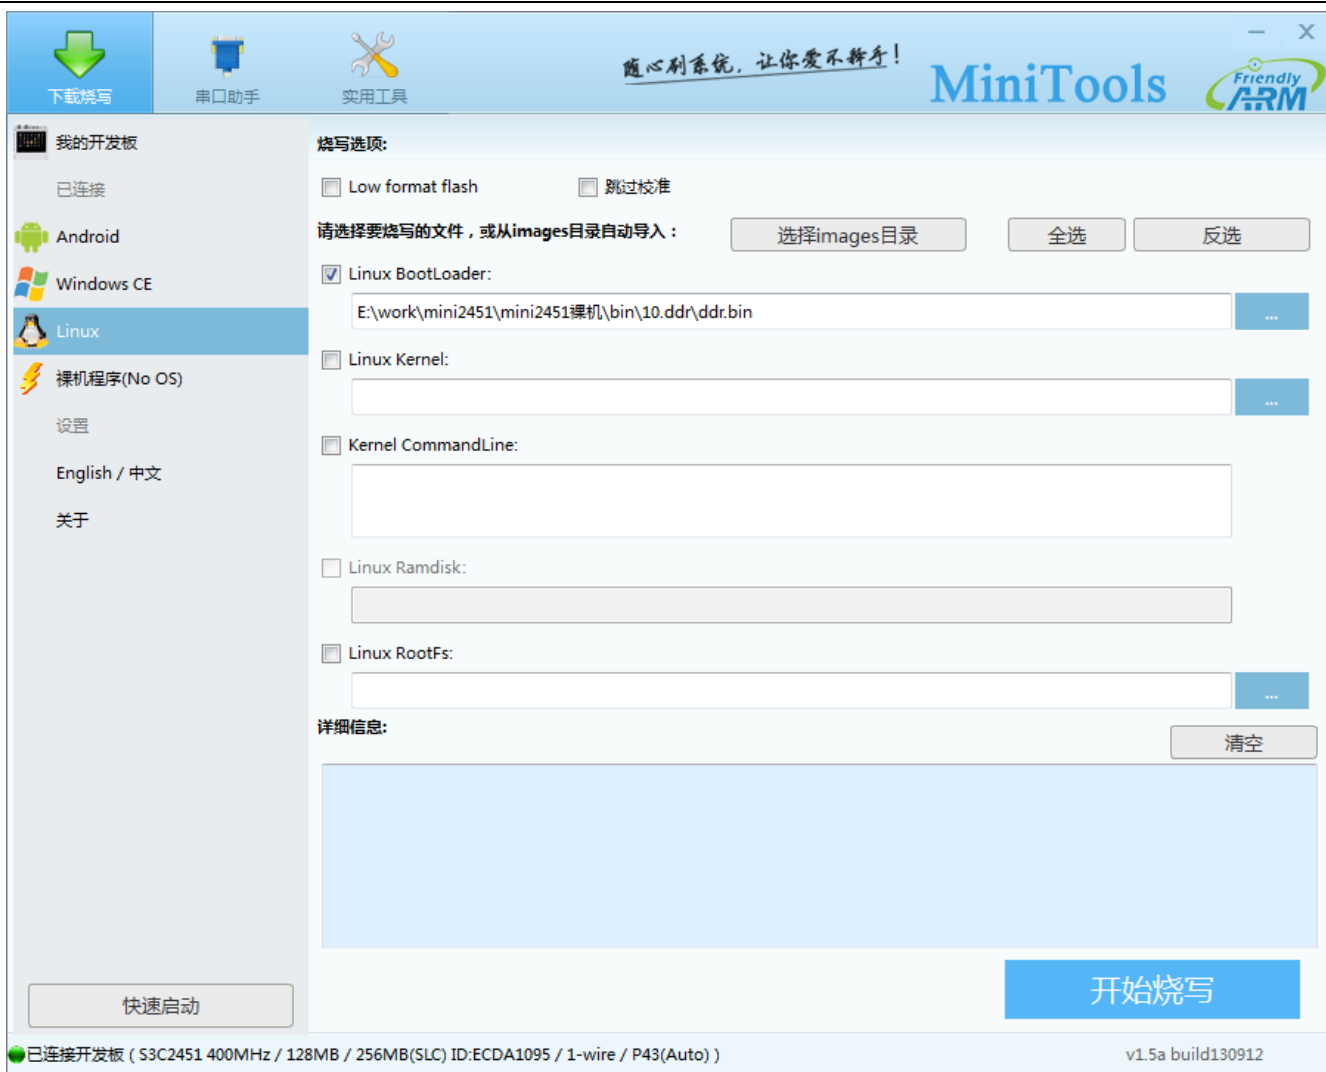 下载烧写
串口助手
实用工具
随心刷系统，让你爱不释手！
MiniTools
Friendly
ARM
我的开发板
已连接
Android
Windows CE
Linux
裸机程序(No OS)
设置
English / 中文
关于
快速启动
烧写选项:
Low format flash 跳过校准
请选择要烧写的文件，或从images目录自动导入： 选择images目录 全选 反选
Linux BootLoader:
E:\work\mini2451\mini2451裸机\bin\10.ddr\ddr.bin ...
Linux Kernel:
...
Kernel CommandLine:
Linux Ramdisk:
Linux RootFs:
...
详细信息:
清空
开始烧写
已连接开发板 ( S3C2451 400MHz / 128MB / 256MB(SLC) ID:ECDA1095 / 1-wire / P43(Auto) ) v1.5a build130912